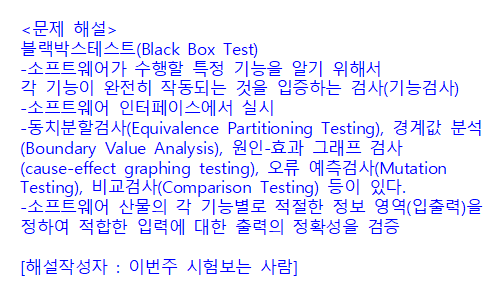 <문제 해설>
블랙박스테스트(Black Box Test)
-소프트웨어가 수행할 특정 기능을 알기 위해서
각 기능이 완전히 작동되는 것을 입증하는 검사(기능검사)
-소프트웨어 인터페이스에서 실시
-동치분할검사(Equivalence Partitioning Testing), 경계값 분석
(Boundary Value Analysis), 원인-효과 그래프 검사
(cause-effect graphing testing), 오류 예측검사(Mutation
Testing), 비교검사(Comparison Testing) 등이 있다.
-소프트웨어 산물의 각 기능별로 적절한 정보 영역(입출력)을
정하여 적합한 입력에 대한 출력의 정확성을 검증
[해설작성자 : 이번주 시험보는 사람]